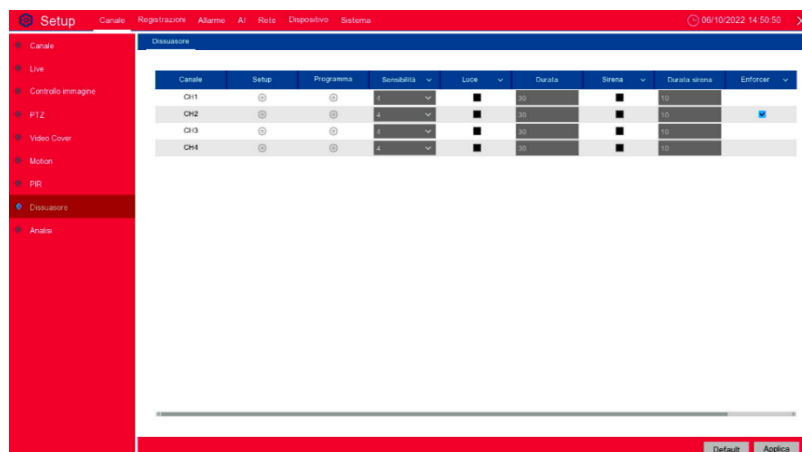 Setup Canale Registrazioni Allarme AI Rete Dispositivo Sistema 06/10/2022 14:50:50
Canale
Live
Controllo immagine
PTZ
Video Cover
Motion
PIR
Dissuasore
Analisi
Dissuasore
Canale Setup Programma Sensibilità Luce Durata Sirena Durata sirena Enforcer
CH1 4 30 10
CH2 4 30 10
CH3 4 30 10
CH4 4 30 10
Default Applica